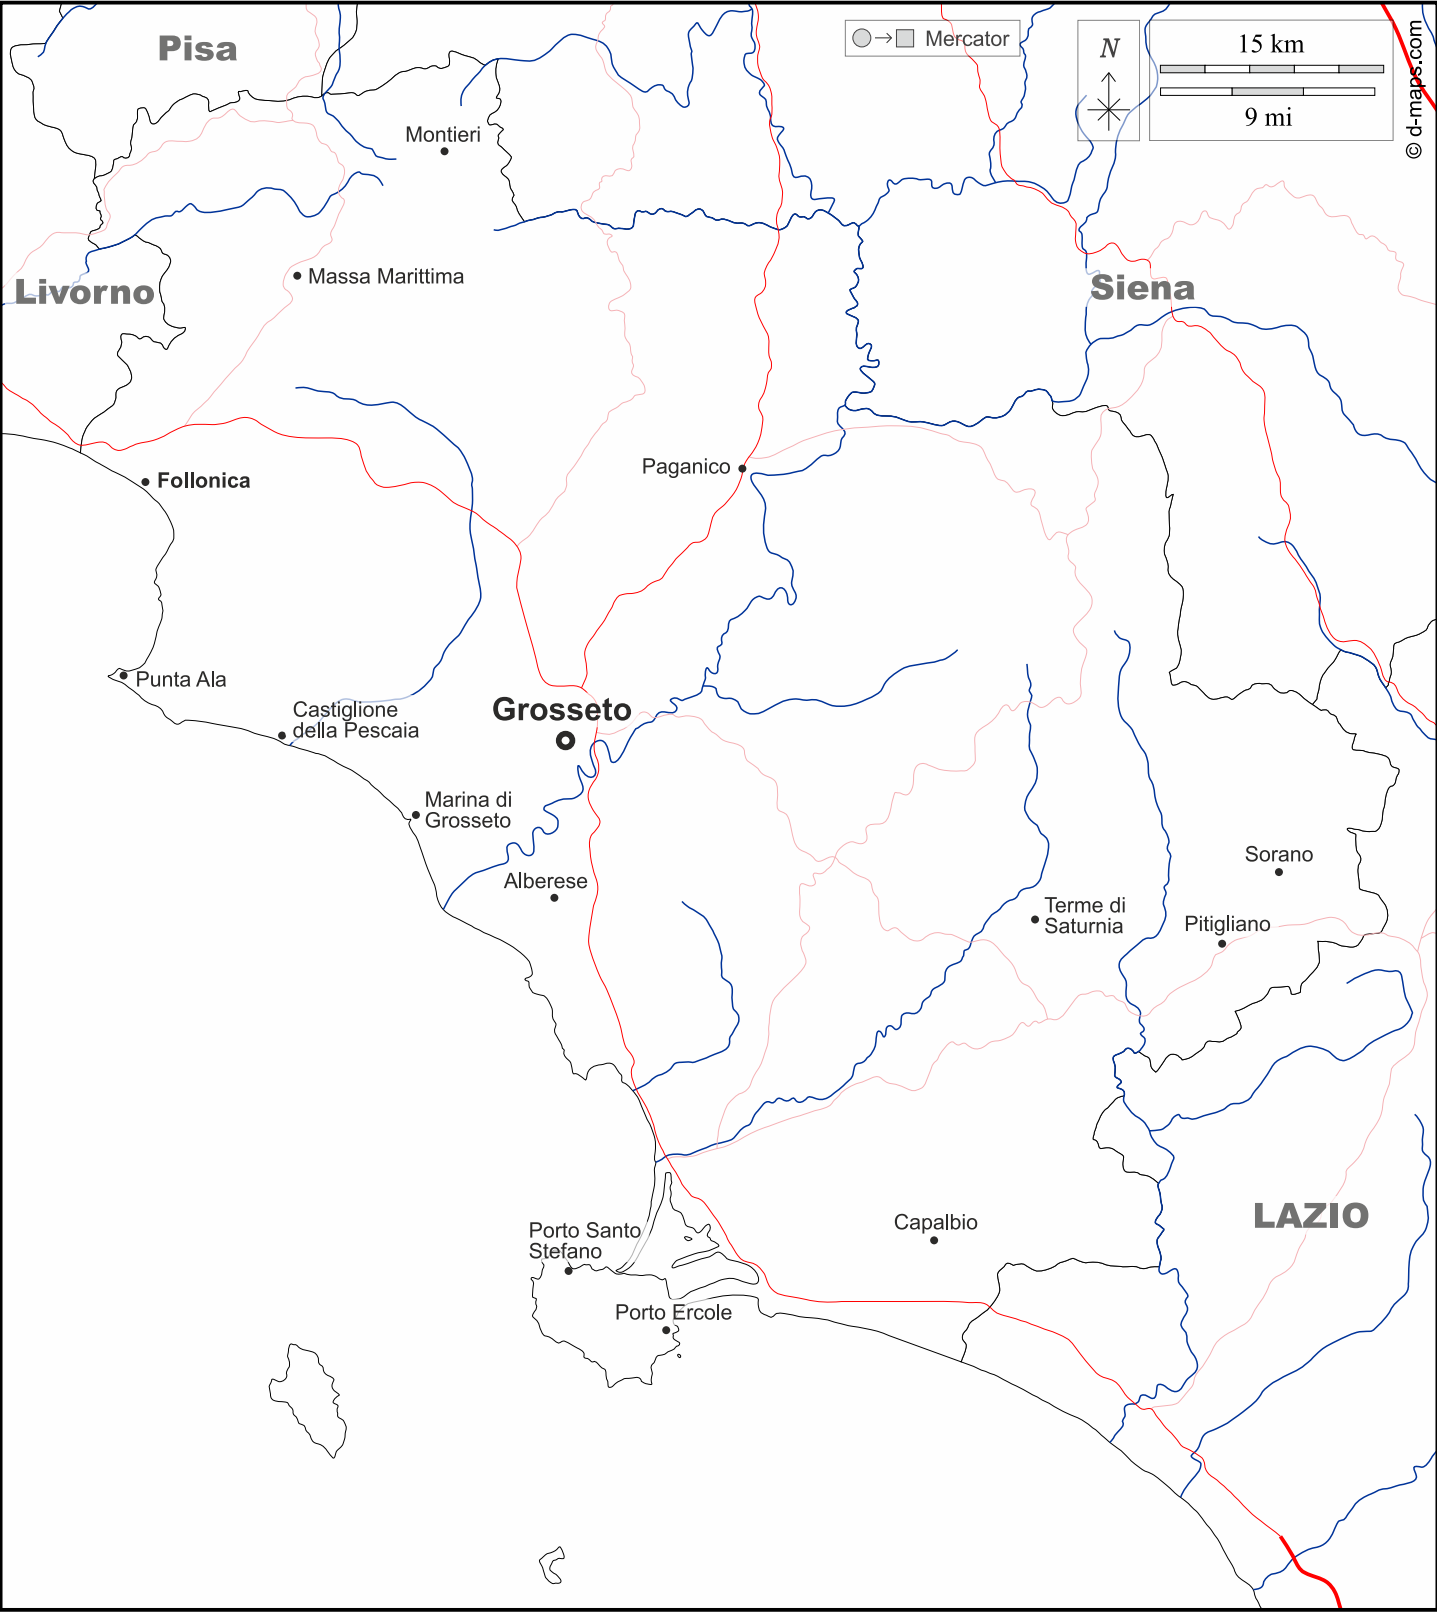 Pisa
Mercator
N
15 km
9 mi
© d-maps.com
Montieri
Massa Marittima
Livorno
Siena
Paganico
Follonica
Punta Ala
Castiglione
della Pescaia
Grosseto
Marina di
Grosseto
Alberese
Sorano
Terme di
Saturnia
Pitigliano
Porto Santo
Stefano
Capalbio
LAZIO
Porto Ercole